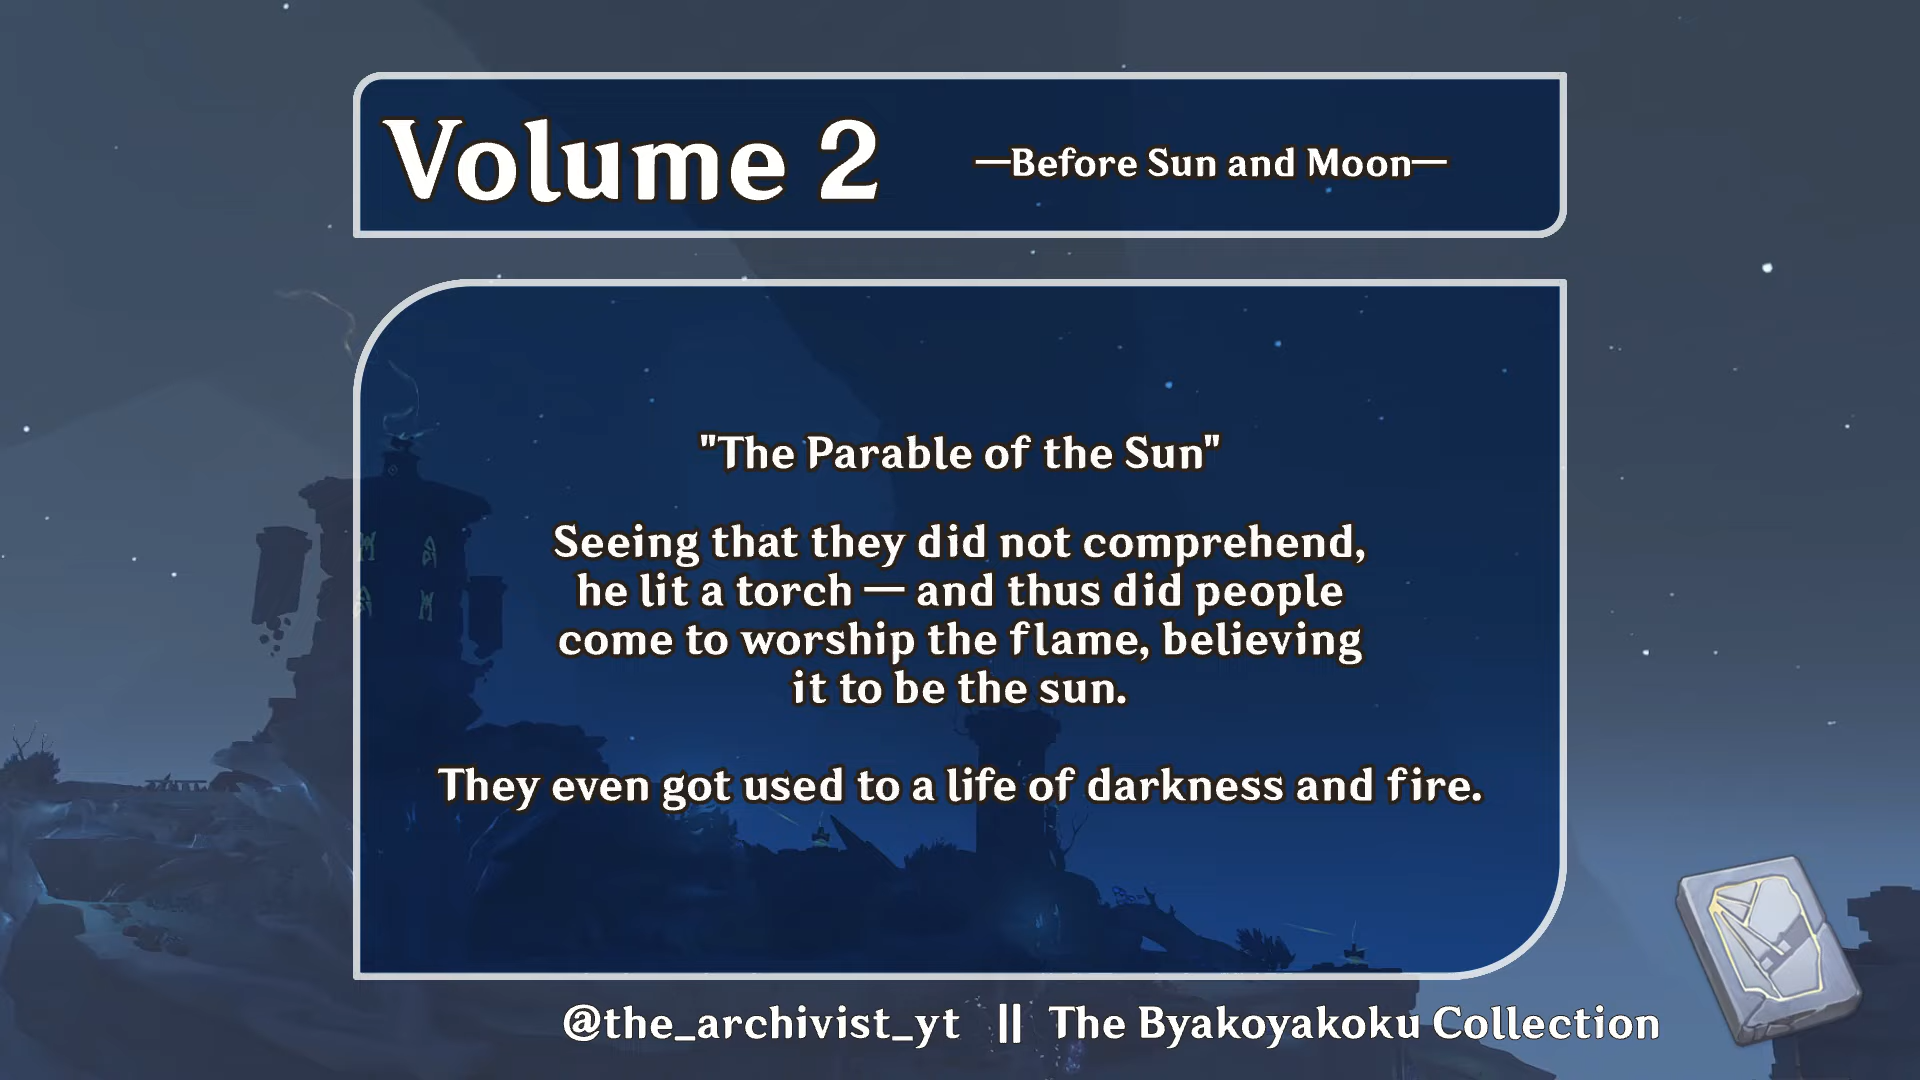 Volume 2
—Before Sun and Moon—
"The Parable of the Sun"
Seeing that they did not comprehend,
he lit a torch — and thus did people
come to worship the flame, believing
it to be the sun.
They even got used to a life of darkness and fire.
@the_archivist_yt || The Byakoyakoku Collection